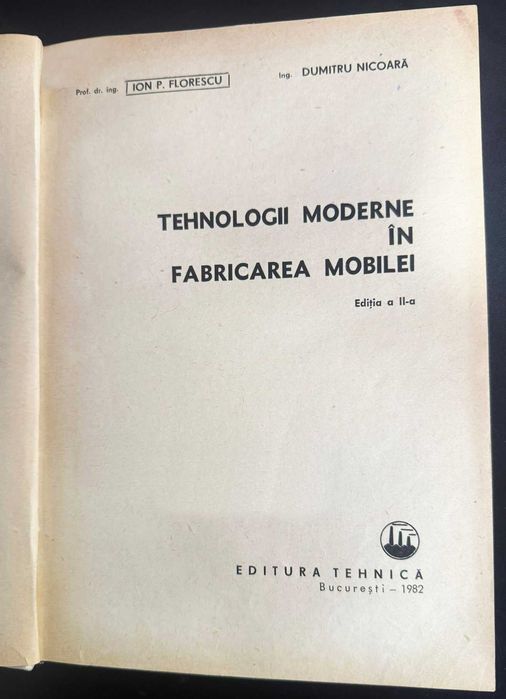 Prof. dr. ing. ION P. FLORESCU
Ing. DUMITRU NICOARĂ
TEHNOLOGII MODERNE
ÎN
FABRICAREA MOBILEI
Ediția a II-a
EDITURA TEHNICĂ
București – 1982